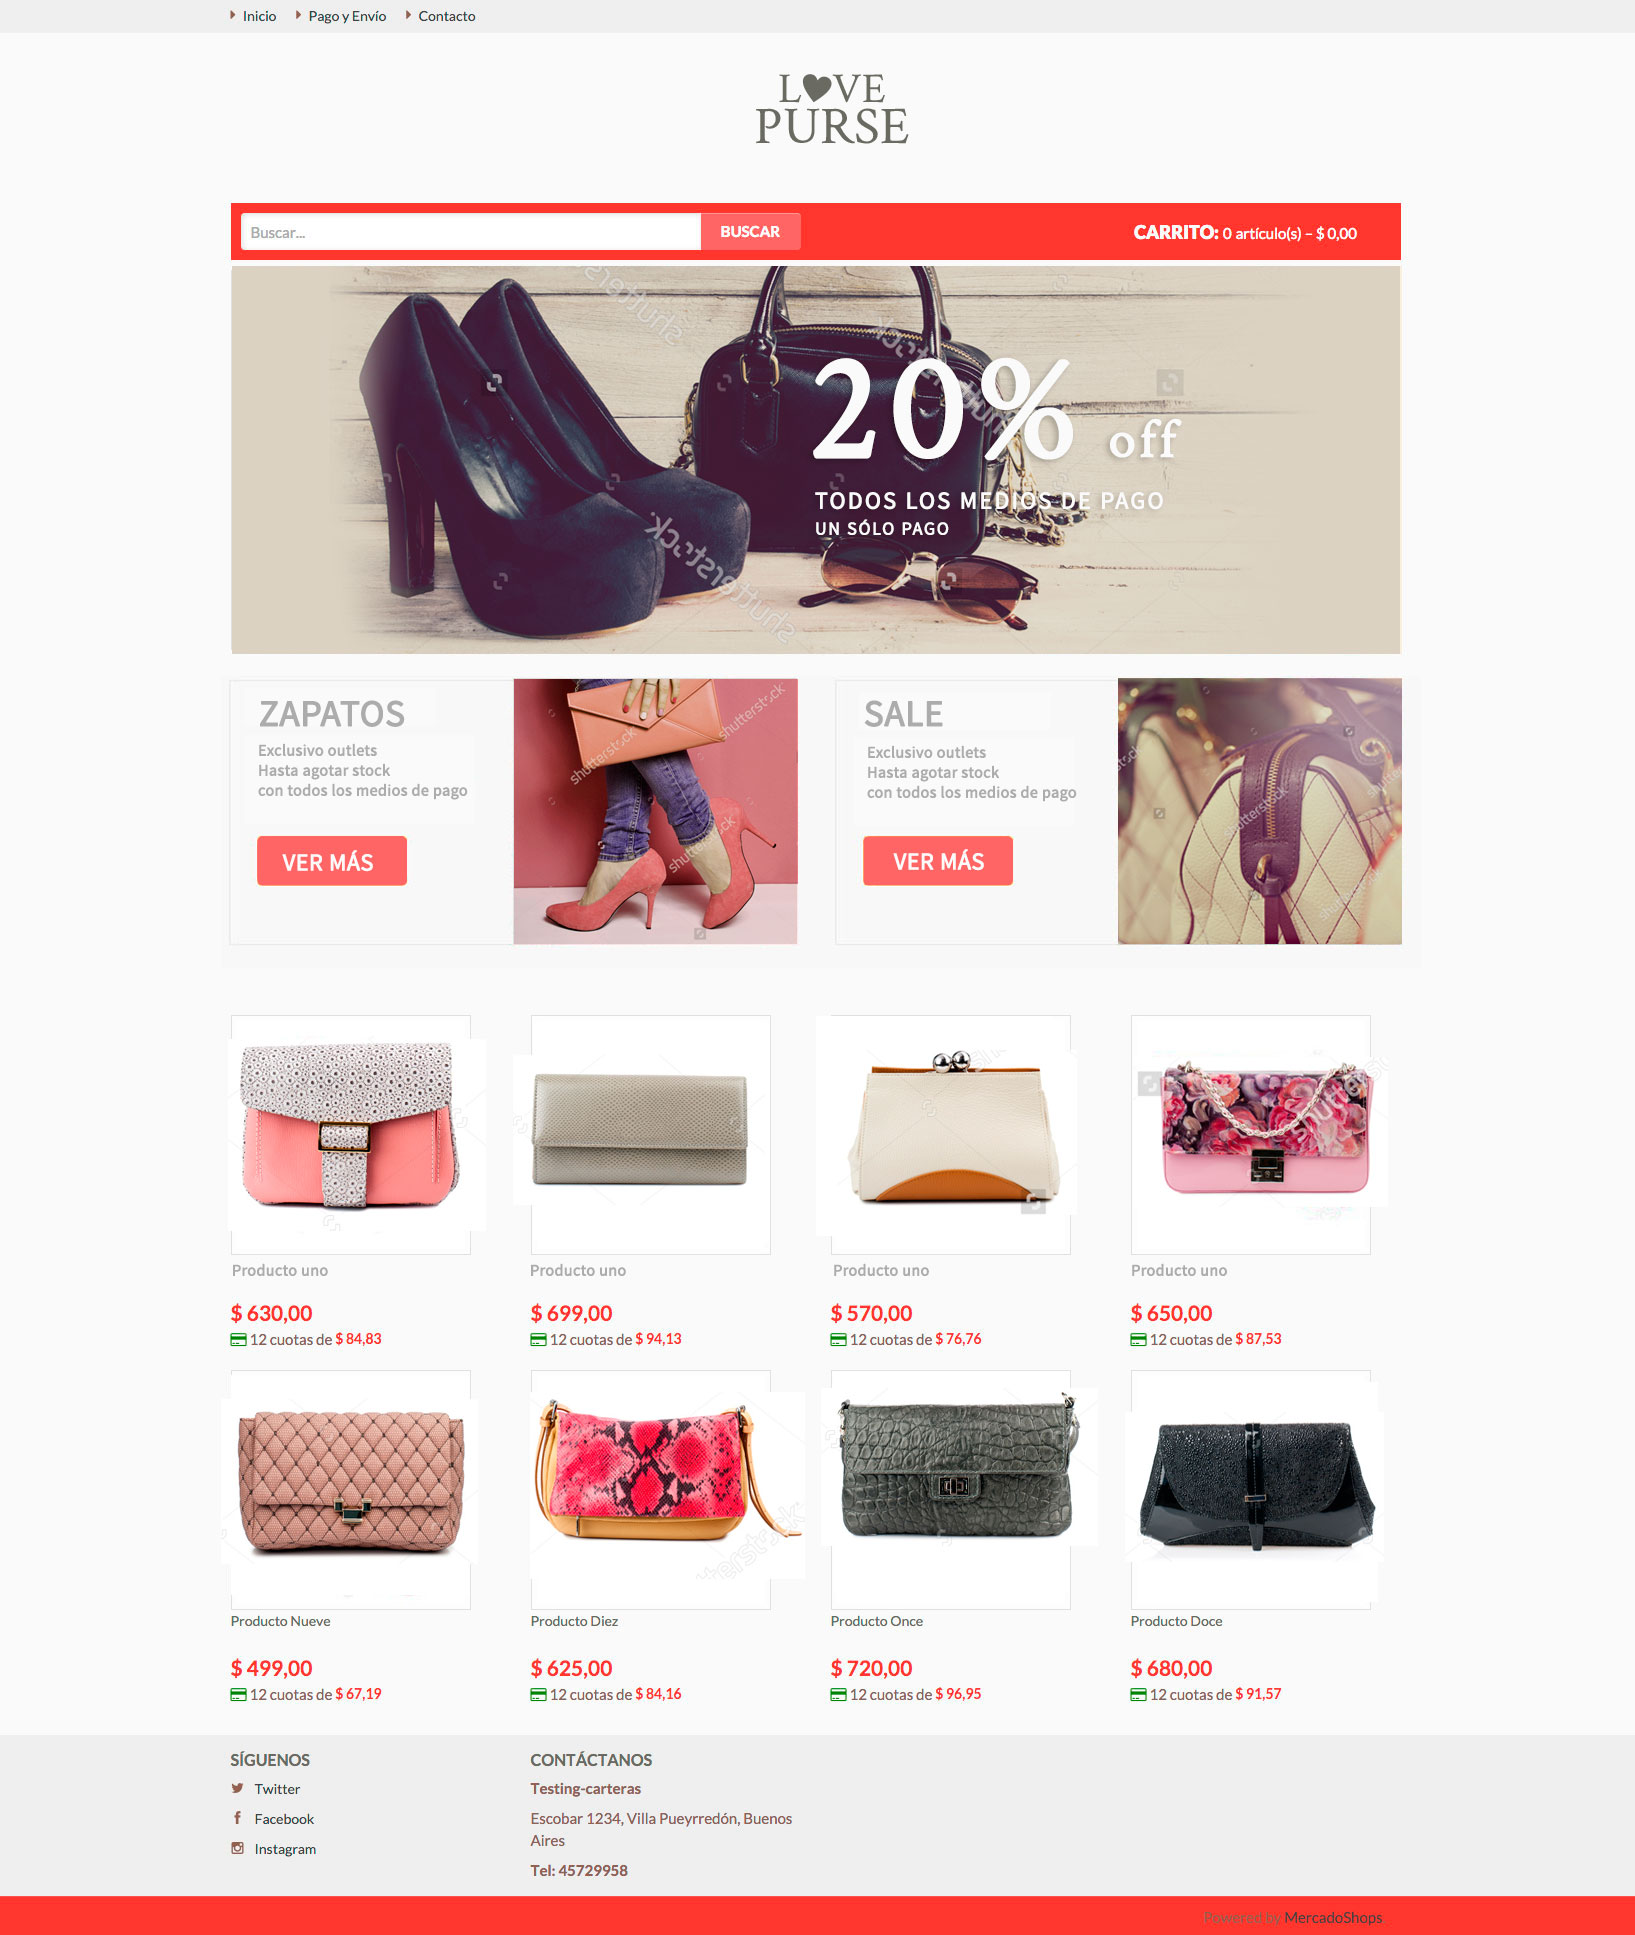 Inicio Pago y Envío Contacto
LOVE
PURSE
Buscar... BUSCAR CARRITO: 0 artículo(s) – $ 0,00
20% off
TODOS LOS MEDIOS DE PAGO
UN SÓLO PAGO
shutterstock
shutterstock
ZAPATOS
Exclusivo outlets
Hasta agotar stock
con todos los medios de pago
VER MÁS
shutterstock
shutterstock
shutterstock
SALE
Exclusivo outlets
Hasta agotar stock
con todos los medios de pago
VER MÁS
shutterstock
shutterstock
Producto uno
$ 630,00
12 cuotas de $ 84,83
Producto uno
$ 699,00
12 cuotas de $ 94,13
Producto uno
$ 570,00
12 cuotas de $ 76,76
Producto uno
$ 650,00
12 cuotas de $ 87,53
Producto Nueve
$ 499,00
12 cuotas de $ 67,19
Producto Diez
$ 625,00
12 cuotas de $ 84,16
Producto Once
$ 720,00
12 cuotas de $ 96,95
Producto Doce
$ 680,00
12 cuotas de $ 91,57
SÍGUENOS
Twitter
Facebook
Instagram
CONTÁCTANOS
Testing-carteras
Escobar 1234, Villa Pueyrredón, Buenos
Aires
Tel: 45729958
Powered by MercadoShops